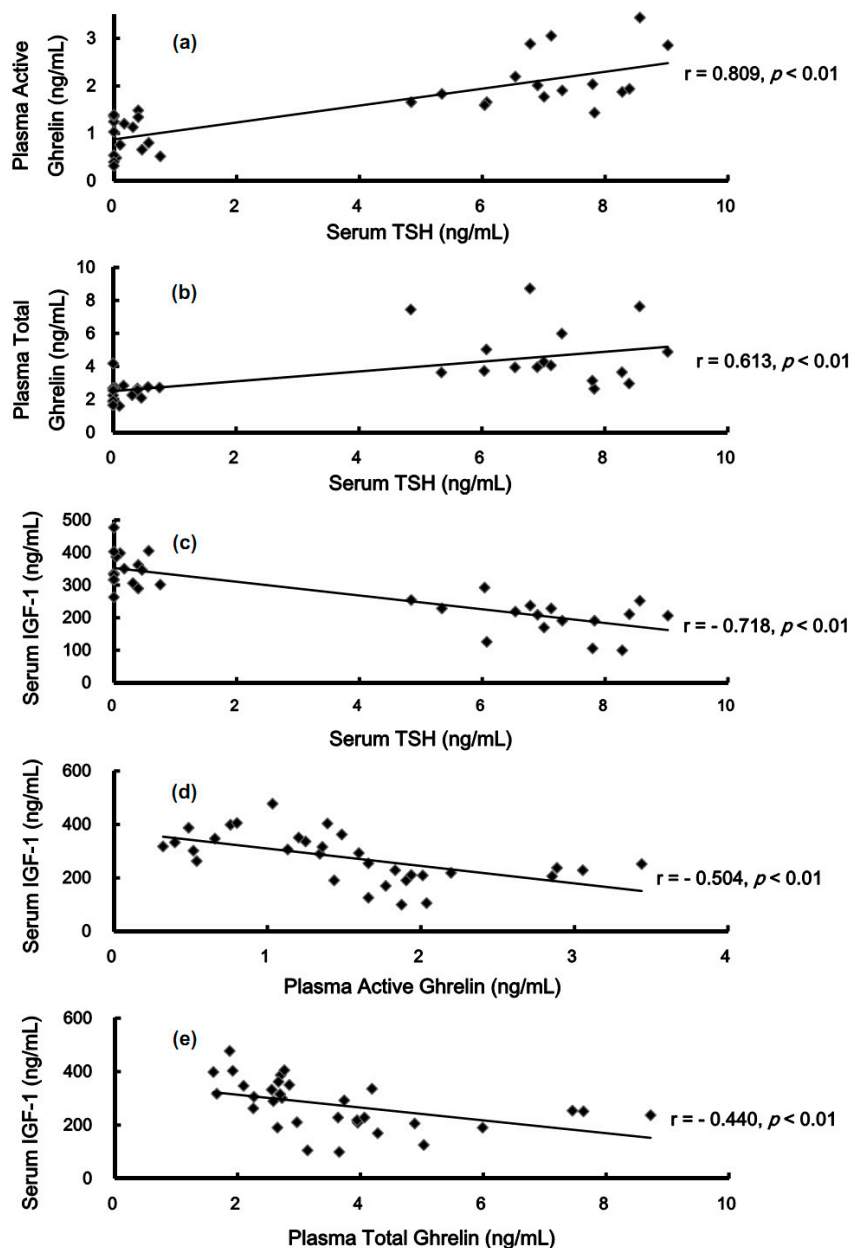 (a)
Plasma Active
Ghrelin (ng/mL)
3
2
1
0
r = 0.809, p < 0.01
0 2 4 6 8 10
Serum TSH (ng/mL)
(b)
Plasma Total
Ghrelin (ng/mL)
10
8
6
4
2
0
r = 0.613, p < 0.01
0 2 4 6 8 10
Serum TSH (ng/mL)
(c)
Serum IGF-1 (ng/mL)
500
400
300
200
100
0
r = - 0.718, p < 0.01
0 2 4 6 8 10
Serum TSH (ng/mL)
(d)
Serum IGF-1 (ng/mL)
600
400
200
0
r = - 0.504, p < 0.01
0 1 2 3 4
Plasma Active Ghrelin (ng/mL)
(e)
Serum IGF-1 (ng/mL)
600
400
200
0
r = - 0.440, p < 0.01
0 2 4 6 8 10
Plasma Total Ghrelin (ng/mL)